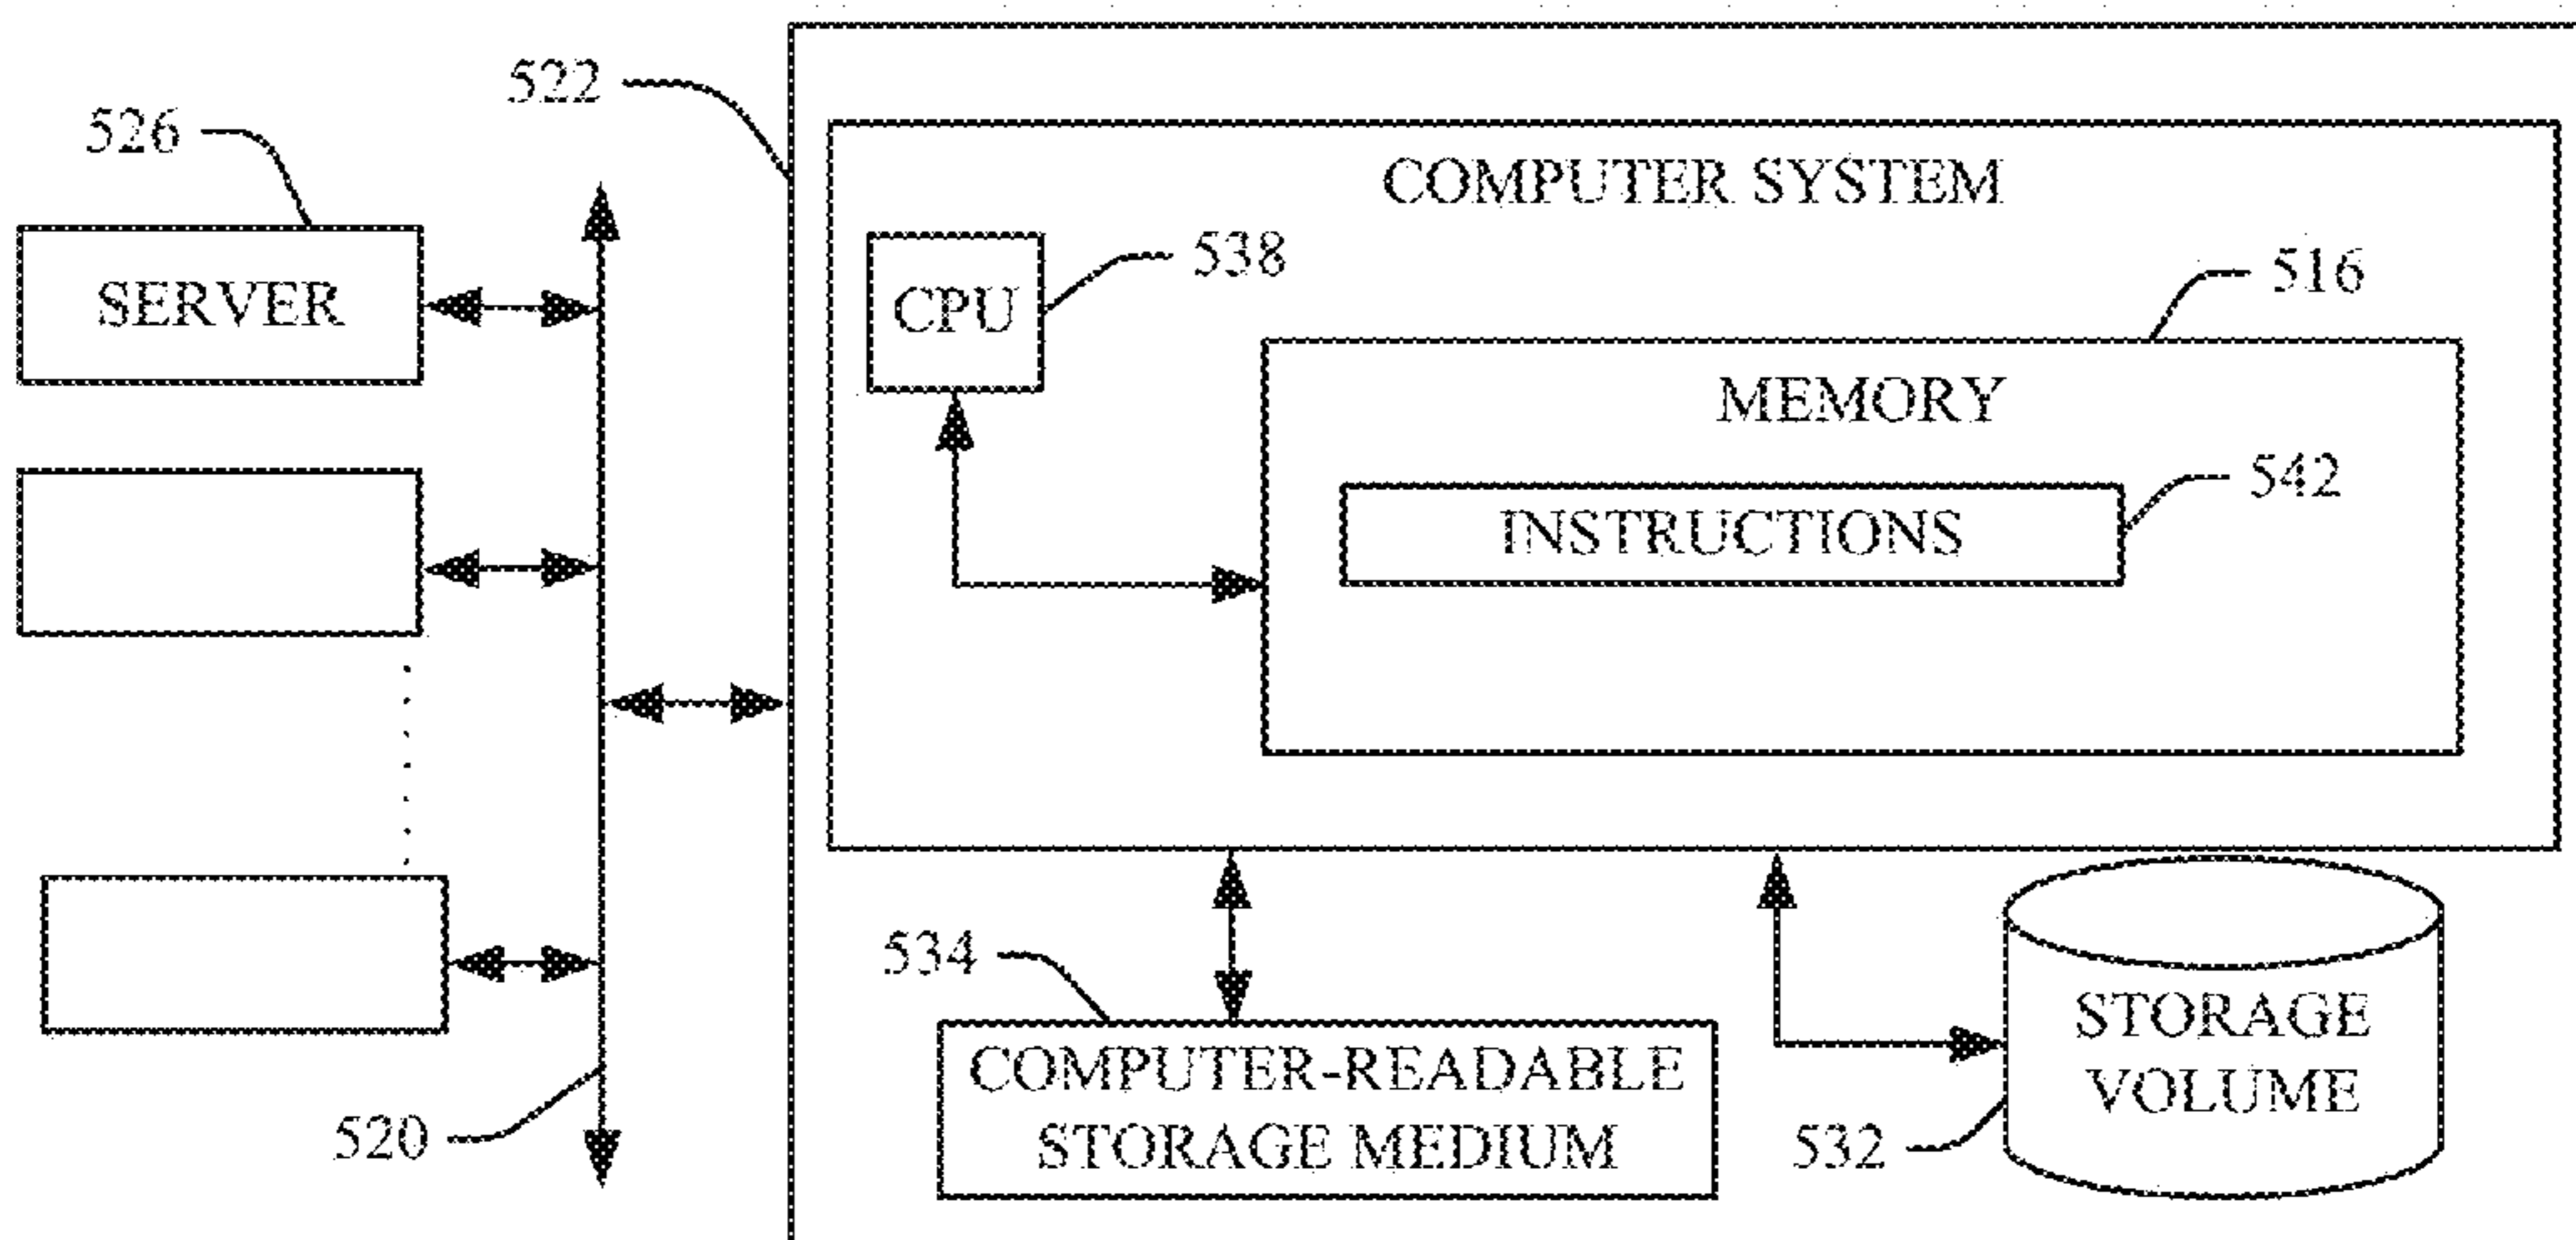 522
526
COMPUTER SYSTEM
538
516
SERVER
CPU
MEMORY
542
INSTRUCTIONS
534
STORAGE
VOLUME
COMPUTER-READABLE
STORAGE MEDIUM
520
532